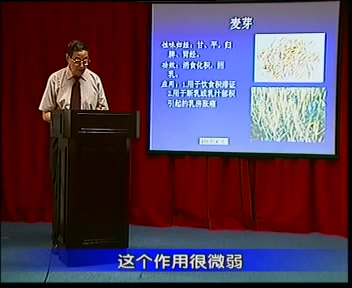 麦芽
性味归经：甘，平。归
脾、胃经。
功效：消食化积，回
乳。
应用：1.用于饮食积滞证
2.用于断乳或乳汁郁积
引起的乳房胀痛
这个作用很微弱